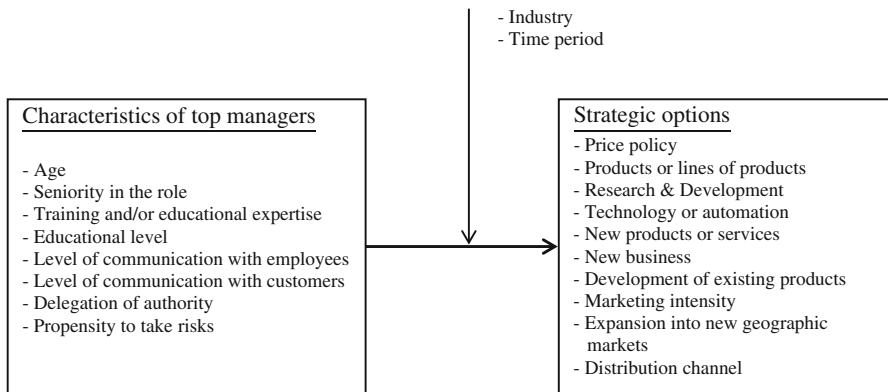 - Industry
- Time period
Characteristics of top managers
- Age
- Seniority in the role
- Training and/or educational expertise
- Educational level
- Level of communication with employees
- Level of communication with customers
- Delegation of authority
- Propensity to take risks
Strategic options
- Price policy
- Products or lines of products
- Research & Development
- Technology or automation
- New products or services
- New business
- Development of existing products
- Marketing intensity
- Expansion into new geographic
markets
- Distribution channel